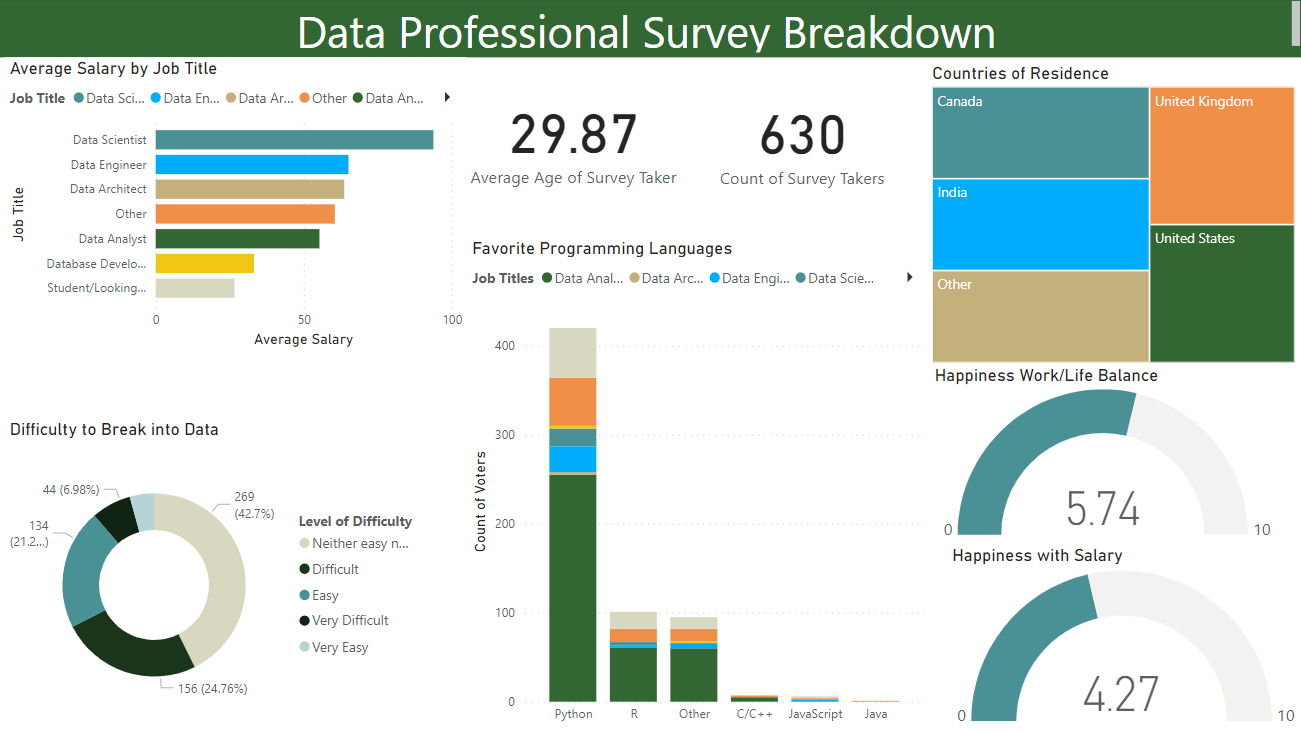 Data Professional Survey Breakdown
Average Salary by Job Title
Job Title Data Sci... Data En... Data Ar... Other Data An...
Job Title
Data Scientist
Data Engineer
Data Architect
Other
Data Analyst
Database Develo...
Student/Looking...
0 50 100
Average Salary
29.87
Average Age of Survey Taker
630
Count of Survey Takers
Countries of Residence
Canada
United Kingdom
India
United States
Other
Favorite Programming Languages
Job Titles Data Anal... Data Arc... Data Engi... Data Scie...
Count of Voters
400
300
200
100
0
Python R Other C/C++ JavaScript Java
Difficulty to Break into Data
44 (6.98%)
269
(42.7%)
134
(21.2...)
156 (24.76%)
Level of Difficulty
Neither easy n...
Difficult
Easy
Very Difficult
Very Easy
Happiness Work/Life Balance
5.74
0 10
Happiness with Salary
4.27
0 10